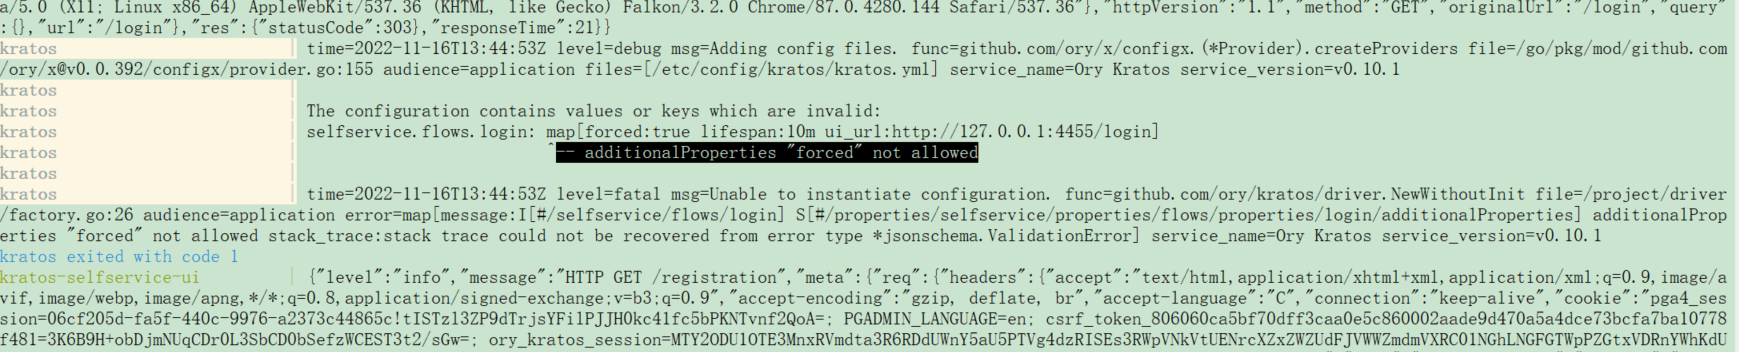 a/5.0 (X11; Linux x86_64) AppleWebKit/537.36 (KHTML, like Gecko) Falkon/3.2.0 Chrome/87.0.4280.144 Safari/537.36"},"httpVersion":"1.1","method":"GET","originalUrl":"/login","query"
:{},"url":"/login"},"res":{"statusCode":303},"responseTime":21}}
kratos | time=2022-11-16T13:44:53Z level=debug msg=Adding config files. func=github.com/ory/x/configx.(*Provider).createProviders file=/go/pkg/mod/github.com
/ory/x@v0.0.392/configx/provider.go:155 audience=application files=[/etc/config/kratos/kratos.yml] service_name=Ory Kratos service_version=v0.10.1
kratos |
kratos | The configuration contains values or keys which are invalid:
kratos | selfservice.flows.login: map[forced:true lifespan:10m ui_url:http://127.0.0.1:4455/login]
kratos | ^-- additionalProperties "forced" not allowed
kratos |
kratos | time=2022-11-16T13:44:53Z level=fatal msg=Unable to instantiate configuration. func=github.com/ory/kratos/driver.NewWithoutInit file=/project/driver
/factory.go:26 audience=application error=map[message:I[#/selfservice/flows/login] S[#/properties/selfservice/properties/flows/properties/login/additionalProperties] additionalProp
erties "forced" not allowed stack_trace:stack trace could not be recovered from error type *jsonschema.ValidationError] service_name=Ory Kratos service_version=v0.10.1
kratos exited with code 1
kratos-selfservice-ui | {"level":"info","message":"HTTP GET /registration","meta":{"req":{"headers":{"accept":"text/html,application/xhtml+xml,application/xml;q=0.9,image/a
vif,image/webp,image/apng,*/*;q=0.8,application/signed-exchange;v=b3;q=0.9","accept-encoding":"gzip, deflate, br","accept-language":"C","connection":"keep-alive","cookie":"pga4_ses
sion=06cf205d-fa5f-440c-9976-a2373c44865c!tISTzl3ZP9dTrjsYFilPJJH0kc41fc5bPKNTvnf2QoA=; PGADMIN_LANGUAGE=en; csrf_token_806060ca5bf70dff3caa0e5c860002aade9d470a5a4dce73bcfa7ba10778
f481=3K6B9H+obDjmNUqCDr0L3SbCD0bSefzWCEST3t2/sGw=; ory_kratos_session=MTY2ODU1OTE3MnxRVmdta3R6RDdUWnY5aU5PTVg4dzRISEs3RWpVNkVtUENrcXZxZWZUdFJVWWZmdmVXRC01NGhLNGFGTWpPZGtxVDRnYWhKdU